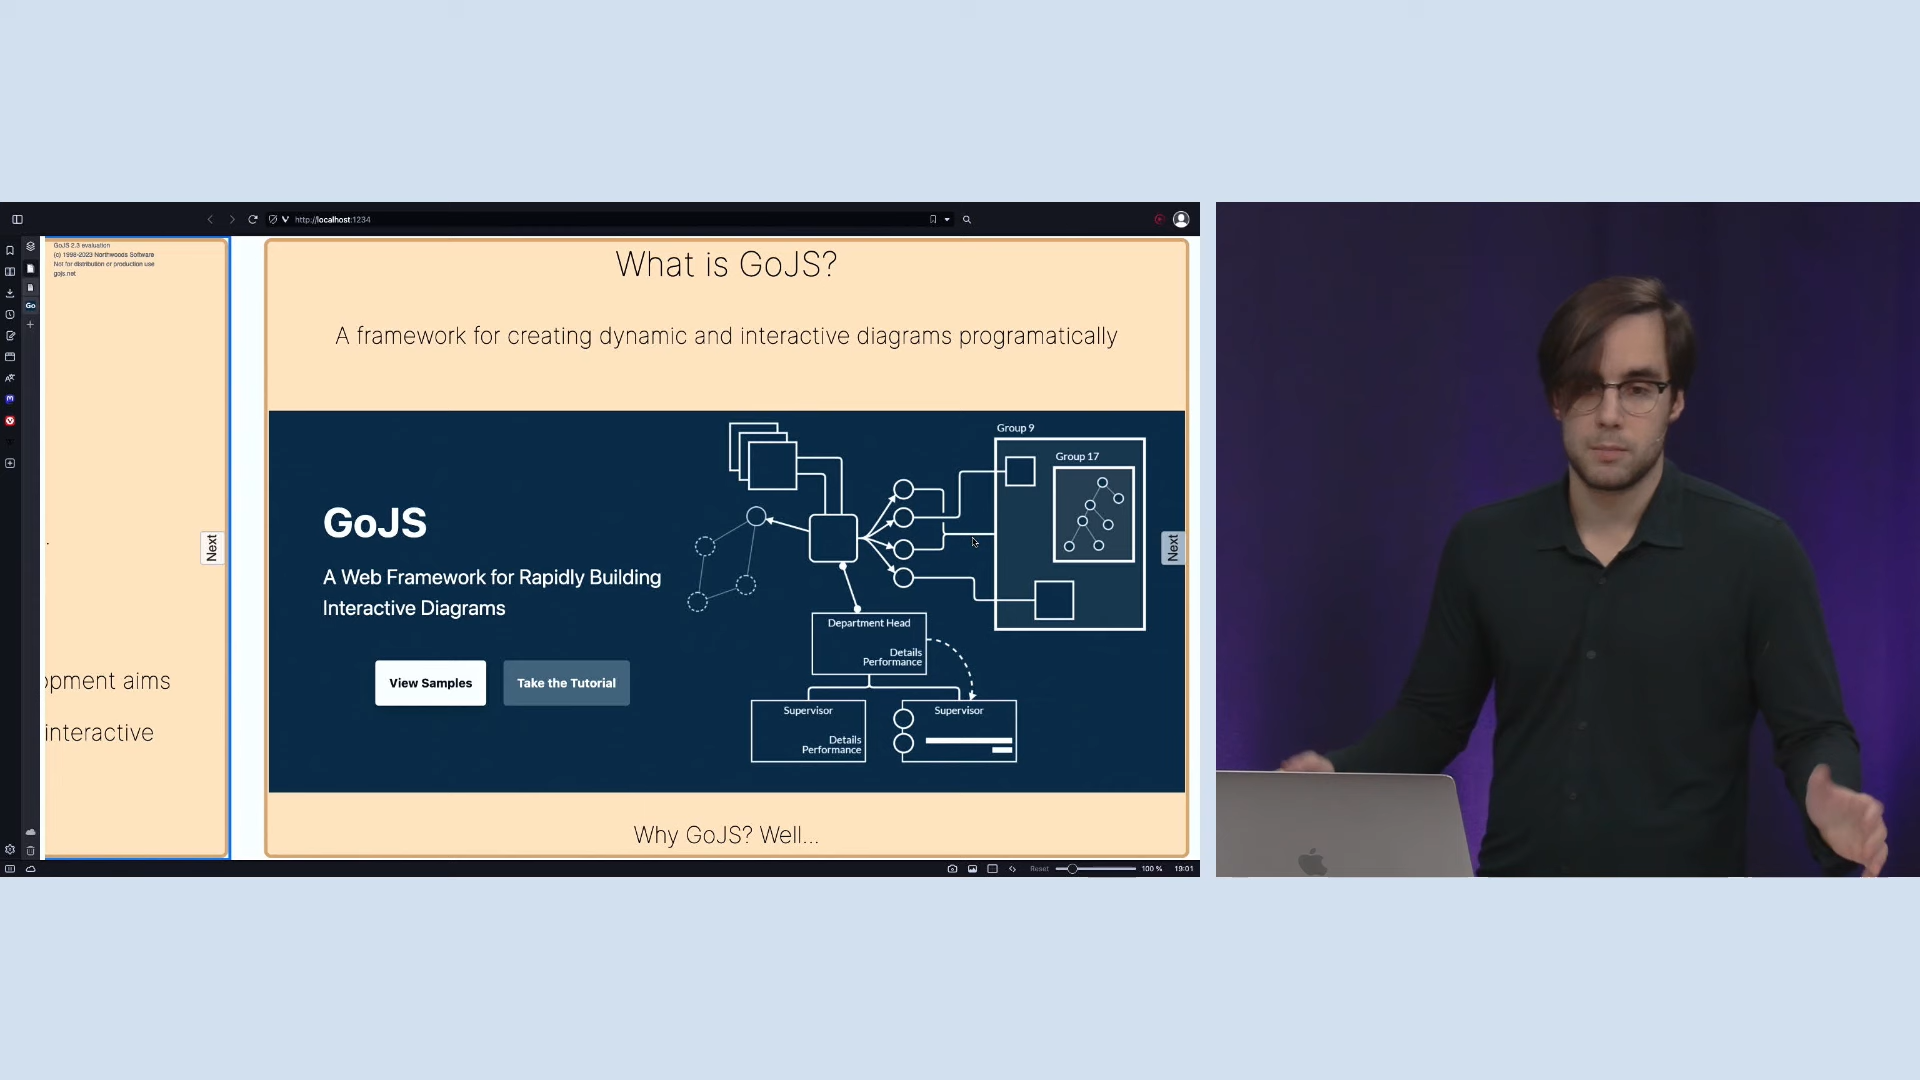 http://localhost:1234
GoJS 2.3 evaluation
(c) 1998-2023 Northwoods Software
Not for distribution or production use
gojs.net
Go
.
opment aims
interactive
Next
What is GoJS?
A framework for creating dynamic and interactive diagrams programatically
GoJS
A Web Framework for Rapidly Building
Interactive Diagrams
View Samples
Take the Tutorial
Group 9
Group 17
Department Head
Details
Performance
Supervisor
Details
Performance
Supervisor
Next
Why GoJS? Well...
Reset
100 %
19:01